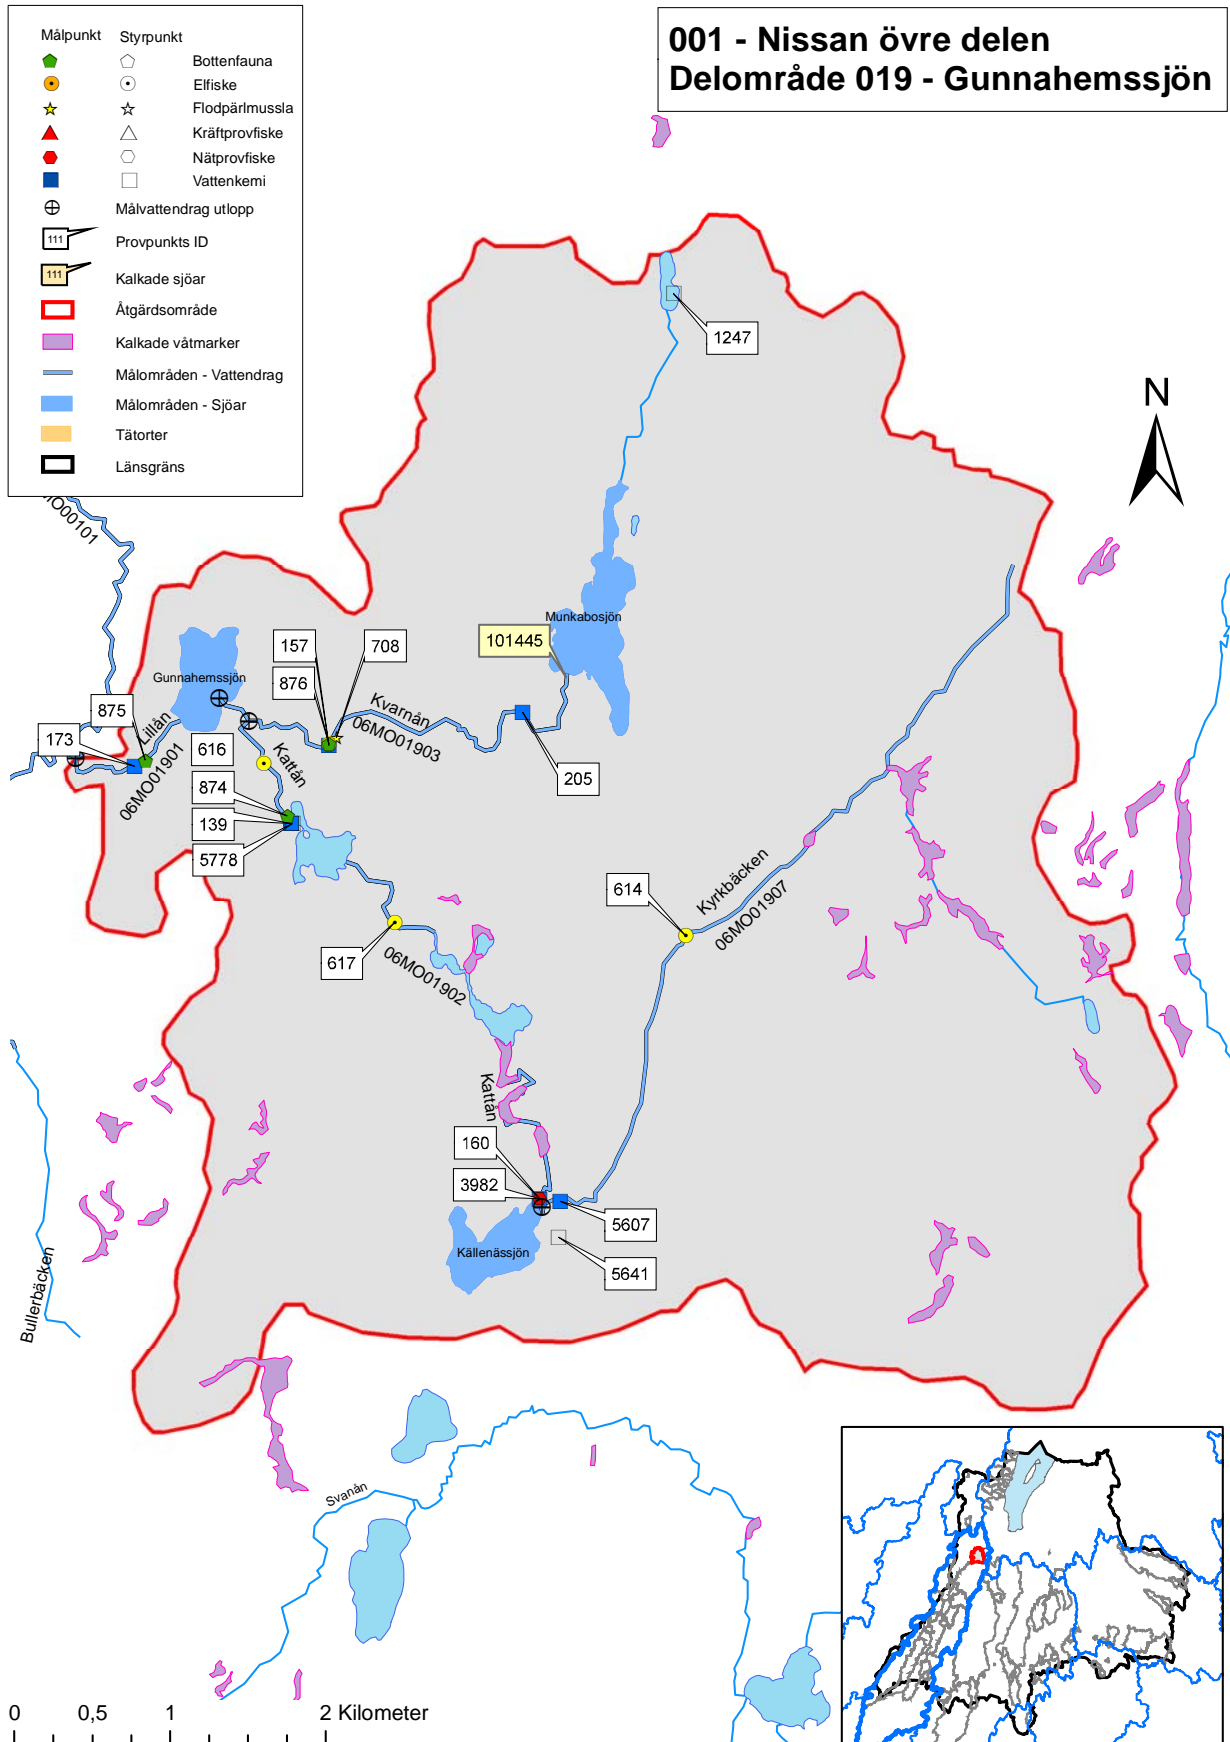 001 - Nissan övre delen
Delområde 019 - Gunnahemssjön
Målpunkt Styrpunkt
Bottenfauna
Elfiske
Flodpärlmussla
Kräftprovfiske
Nätprovfiske
Vattenkemi
Målvattendrag utlopp
111 Provpunkts ID
111 Kalkade sjöar
Åtgärdsområde
Kalkade våtmarker
Målområden - Vattendrag
Målområden - Sjöar
Tätorter
Länsgräns
1247
N
MO00101
Munkabosjön
101445
157
708
876
Gunnahemssjön
875
173
Lillån
06MO01901
Kvarnån
06MO01903
205
616
Kattån
874
139
5778
614
Kyrkbäcken
06MO01907
617
06MO01902
Kattån
160
3982
5607
5641
Källenässjön
Bullerbäcken
Svanån
0 0,5 1 2 Kilometer